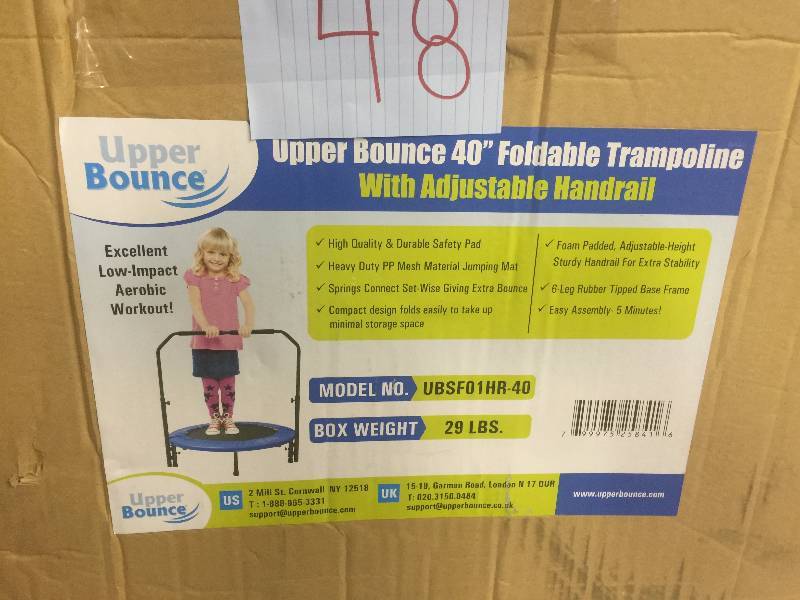 48
Upper
Bounce
Upper Bounce 40" Foldable Trampoline
With Adjustable Handrail
Excellent
Low-Impact
Aerobic
Workout!
✓ High Quality & Durable Safety Pad
✓ Heavy Duty PP Mesh Material Jumping Mat
✓ Springs Connect Set-Wise Giving Extra Bounce
✓ Compact design folds easily to take up
minimal storage space
✓ Foam Padded, Adjustable-Height
Sturdy Handrail For Extra Stability
✓ 6-Leg Rubber Tipped Base Frame
✓ Easy Assembly- 5 Minutes!
MODEL NO. UBSF01HR-40
BOX WEIGHT 29 LBS.
7 99975 25841 6
Upper
Bounce
US
2 Mill St. Cornwall NY 12518
T : 1-888-965-3331
support@upperbounce.com
UK
15-19, Garman Road, London N 17 0UR
T: 020.3150.0484
support@upperbounce.co.uk
www.upperbounce.com